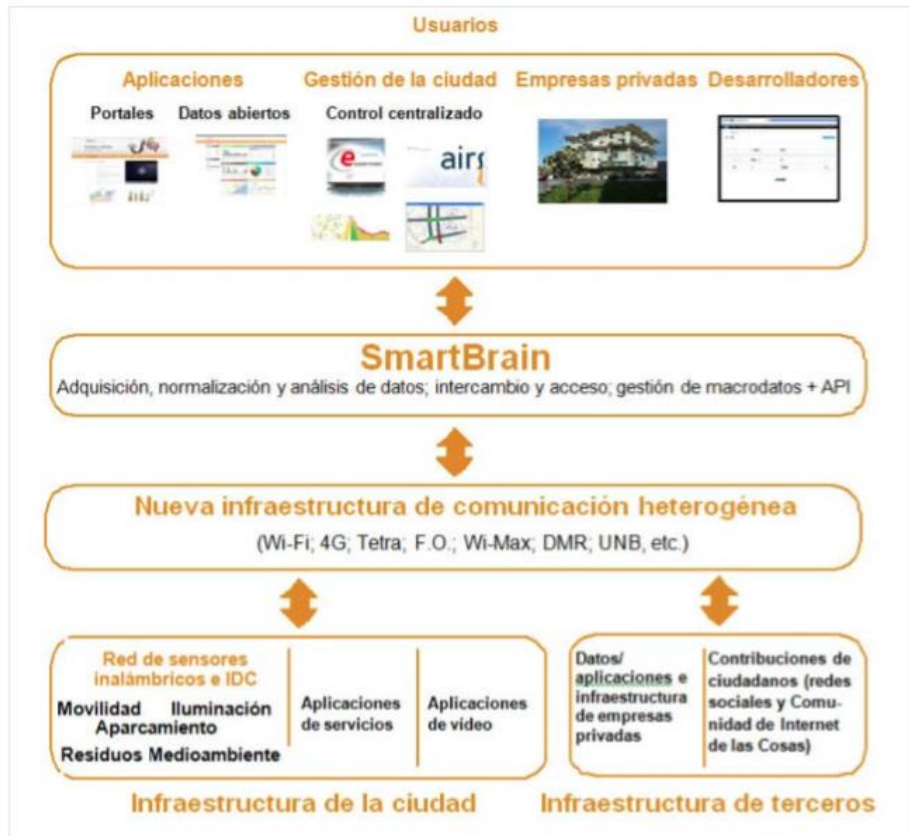 Usuarios
Aplicaciones
Gestión de la ciudad
Empresas privadas
Desarrolladores
Portales
Datos abiertos
Control centralizado
e
air
SmartBrain
Adquisición, normalización y análisis de datos; intercambio y acceso; gestión de macrodatos + API
Nueva infraestructura de comunicación heterogénea
(Wi-Fi; 4G; Tetra; F.O.; Wi-Max; DMR; UNB, etc.)
Red de sensores
inalámbricos e IDC
Movilidad Iluminación
Aparcamiento
Residuos Medioambiente
Aplicaciones
de servicios
Aplicaciones
de video
Datos/
aplicaciones e
infraestructura
de empresas
privadas
Contribuciones de
ciudadanos (redes
sociales y Comu-
nidad de Internet
de las Cosas)
Infraestructura de la ciudad
Infraestructura de terceros